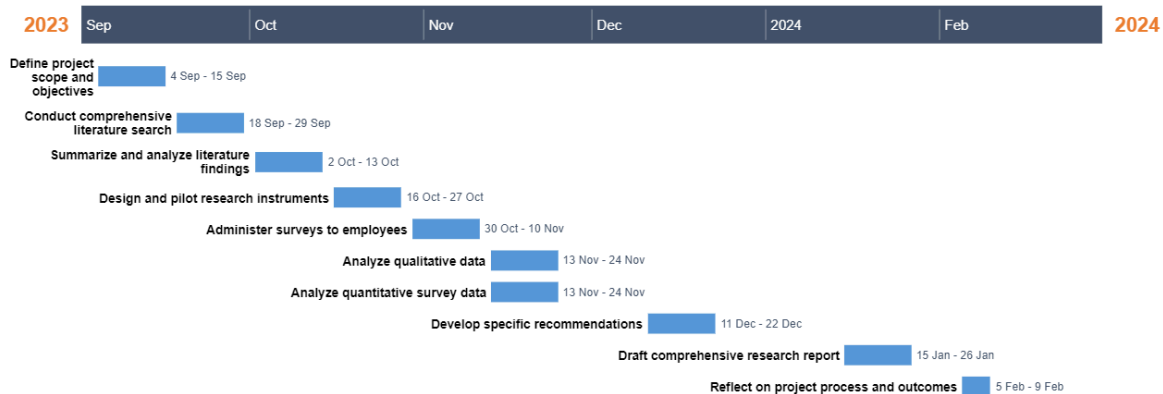 2023
Sep
Oct
Nov
Dec
2024
Feb
2024
Define project
scope and
objectives
4 Sep - 15 Sep
Conduct comprehensive
literature search
18 Sep - 29 Sep
Summarize and analyze literature
findings
2 Oct - 13 Oct
Design and pilot research instruments
16 Oct - 27 Oct
Administer surveys to employees
30 Oct - 10 Nov
Analyze qualitative data
13 Nov - 24 Nov
Analyze quantitative survey data
13 Nov - 24 Nov
Develop specific recommendations
11 Dec - 22 Dec
Draft comprehensive research report
15 Jan - 26 Jan
Reflect on project process and outcomes
5 Feb - 9 Feb